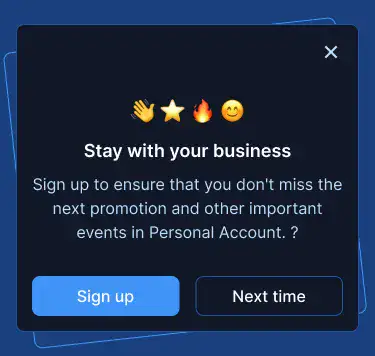 👋⭐🔥😊
Stay with your business
Sign up to ensure that you don't miss the
next promotion and other important
events in Personal Account. ?
Sign up
Next time